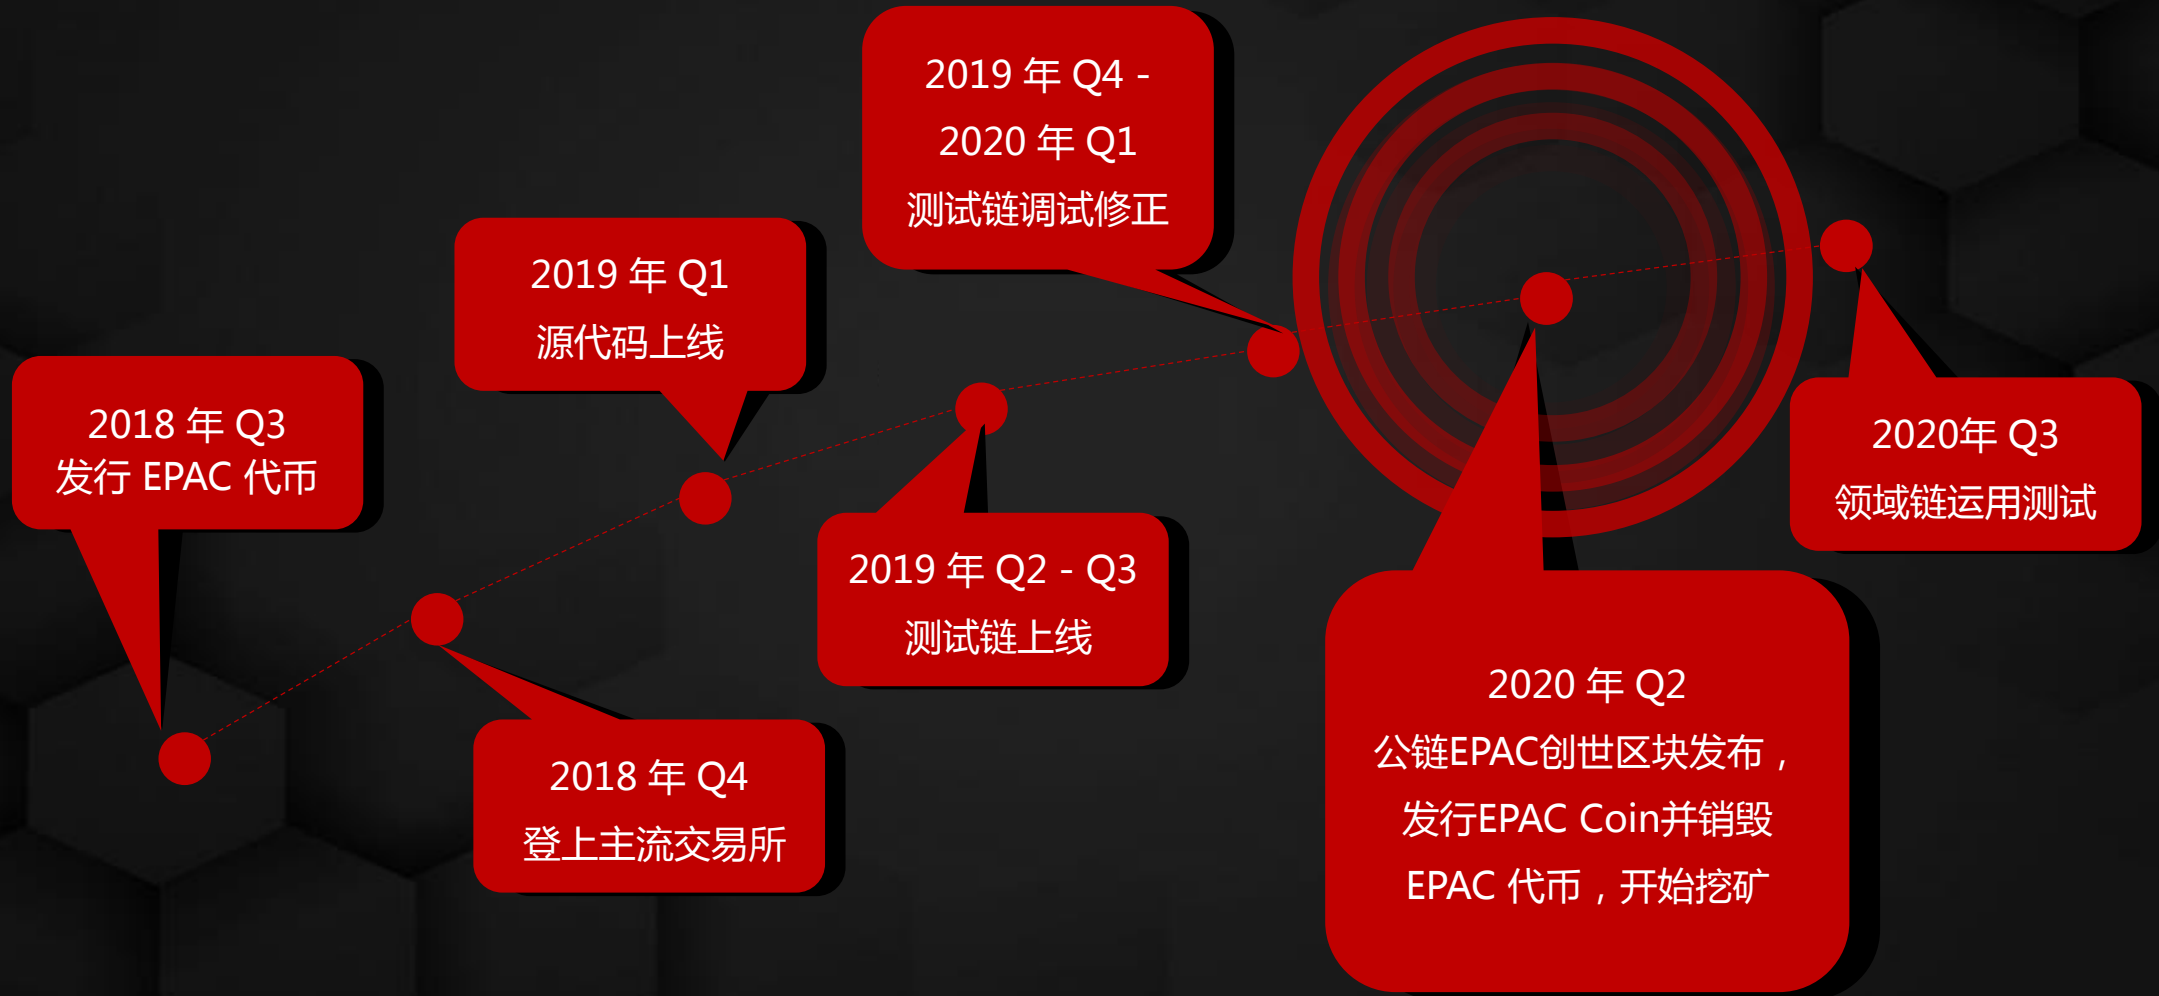 2018 年 Q3
发行 EPAC 代币
2018 年 Q4
登上主流交易所
2019 年 Q1
源代码上线
2019 年 Q2 - Q3
测试链上线
2019 年 Q4 -
2020 年 Q1
测试链调试修正
2020 年 Q2
公链EPAC创世区块发布，
发行EPAC Coin并销毁
EPAC 代币，开始挖矿
2020年 Q3
领域链运用测试